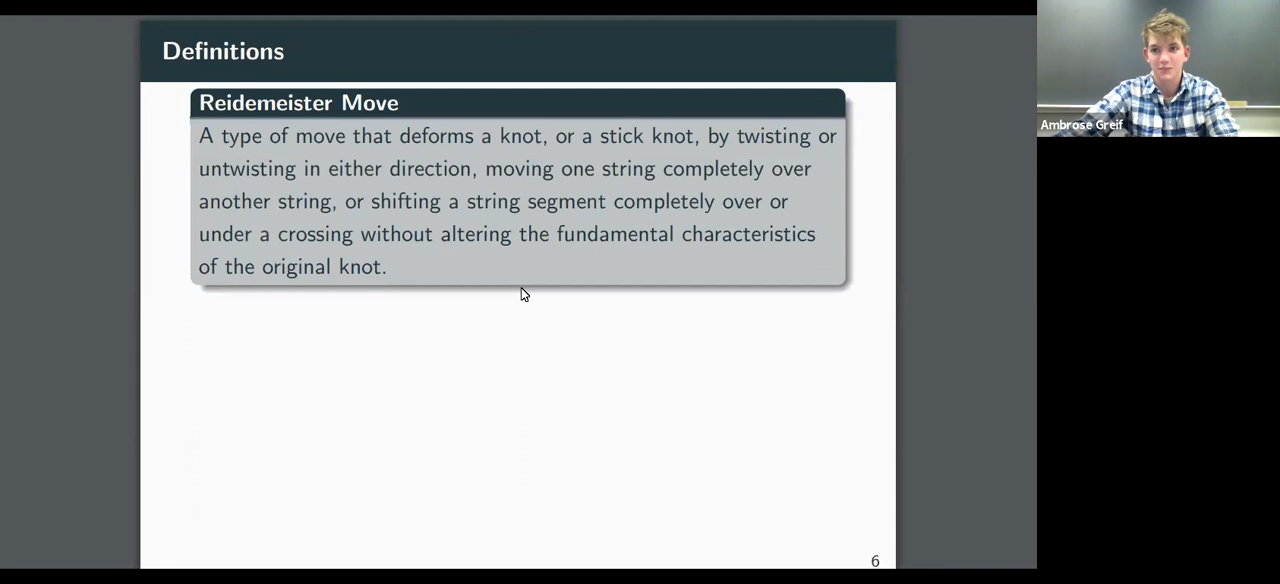 Definitions
Reidemeister Move
A type of move that deforms a knot, or a stick knot, by twisting or
untwisting in either direction, moving one string completely over
another string, or shifting a string segment completely over or
under a crossing without altering the fundamental characteristics
of the original knot.
6
Ambrose Greif